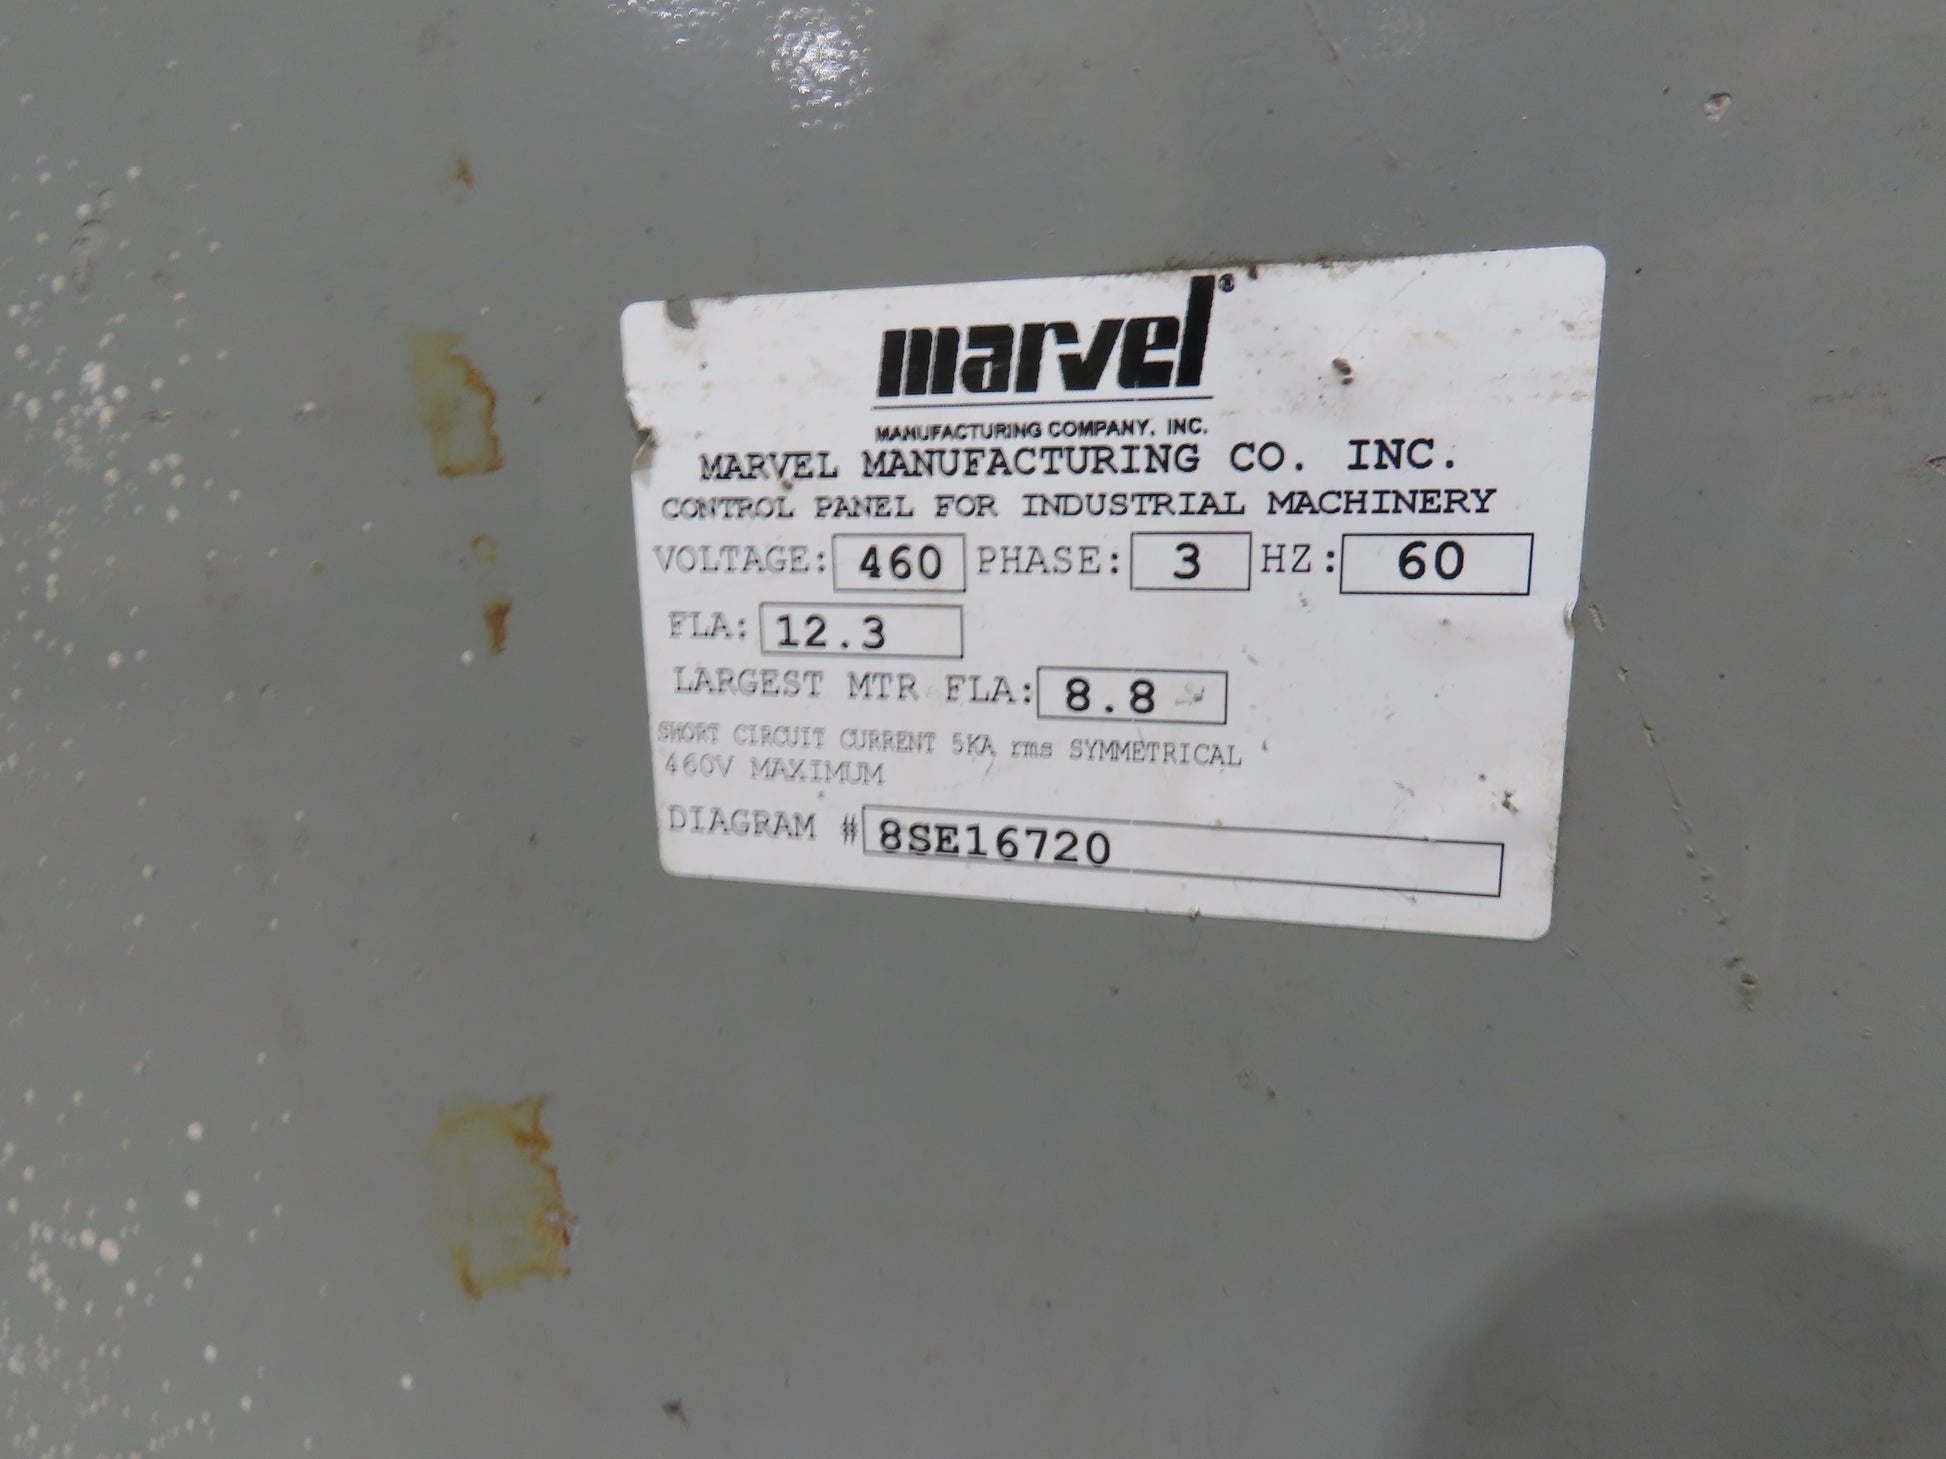 marvel®
MANUFACTURING COMPANY, INC.
MARVEL MANUFACTURING CO. INC.
CONTROL PANEL FOR INDUSTRIAL MACHINERY
VOLTAGE: 460 PHASE: 3 HZ: 60
FLA: 12.3
LARGEST MTR FLA: 8.8
SHORT CIRCUIT CURRENT 5KA rms SYMMETRICAL
460V MAXIMUM
DIAGRAM # 8SE16720